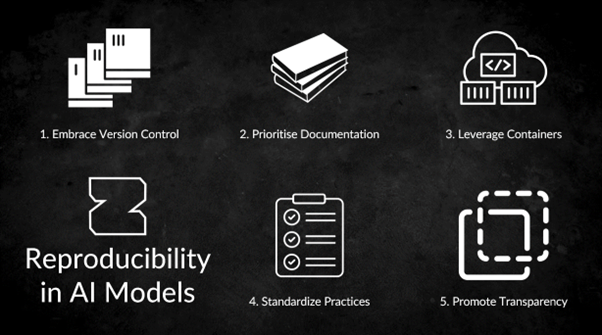 1. Embrace Version Control
2. Prioritise Documentation
3. Leverage Containers
Reproducibility
in AI Models
4. Standardize Practices
5. Promote Transparency